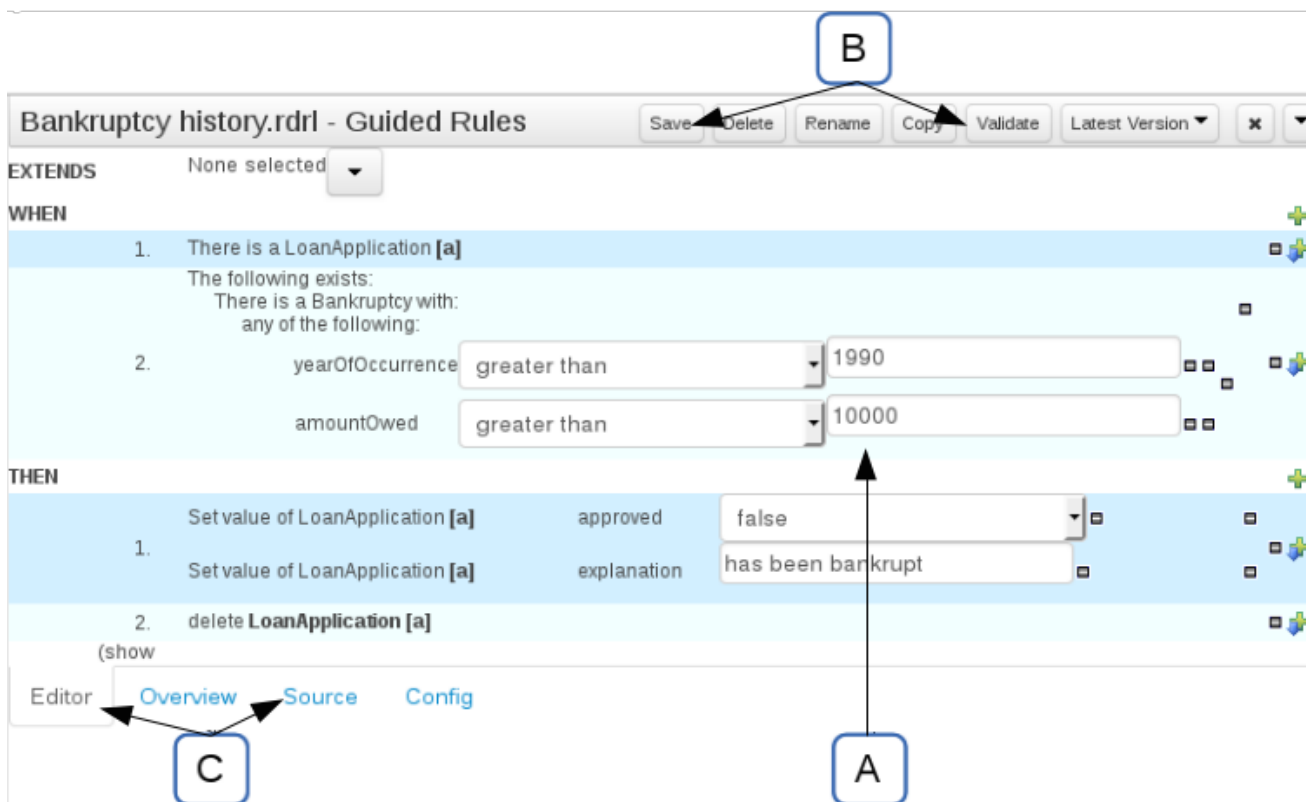 B
Bankruptcy history.rdrl - Guided Rules Save Delete Rename Copy Validate Latest Version
EXTENDS None selected
WHEN
1. There is a LoanApplication [a]
The following exists:
There is a Bankruptcy with:
any of the following:
2. yearOfOccurrence greater than 1990
amountOwed greater than 10000
THEN
Set value of LoanApplication [a] approved false
1.
Set value of LoanApplication [a] explanation has been bankrupt
2. delete LoanApplication [a]
(show
Editor Overview Source Config
C A